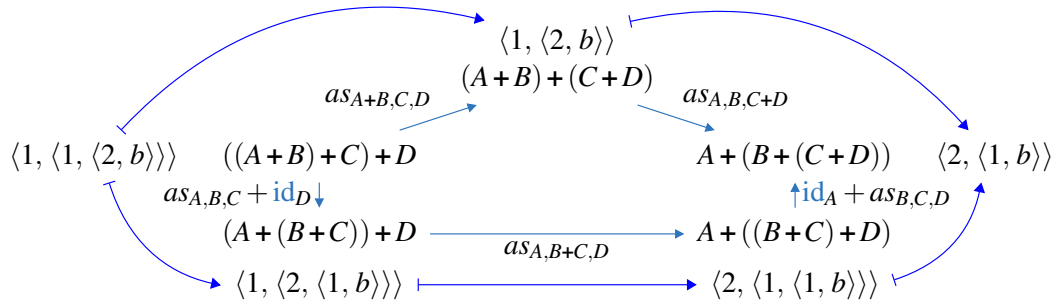 ⟨1, ⟨2, b⟩⟩
(A+B)+(C+D)
as_{A+B,C,D}
as_{A,B,C+D}
⟨1, ⟨1, ⟨2, b⟩⟩⟩
((A+B)+C)+D
A+(B+(C+D))
⟨2, ⟨1, b⟩⟩
as_{A,B,C} + id_D
id_A + as_{B,C,D}
(A+(B+C))+D
as_{A,B+C,D}
A+((B+C)+D)
⟨1, ⟨2, ⟨1, b⟩⟩⟩
⟨2, ⟨1, ⟨1, b⟩⟩⟩